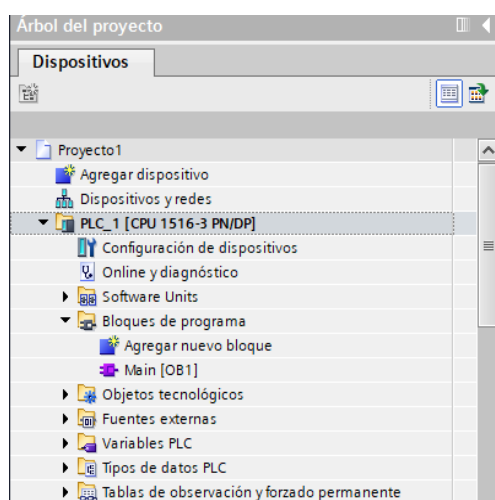 Árbol del proyecto
Dispositivos
Proyecto1
Agregar dispositivo
Dispositivos y redes
PLC_1 [CPU 1516-3 PN/DP]
Configuración de dispositivos
Online y diagnóstico
Software Units
Bloques de programa
Agregar nuevo bloque
Main [OB1]
Objetos tecnológicos
Fuentes externas
Variables PLC
Tipos de datos PLC
Tablas de observación y forzado permanente